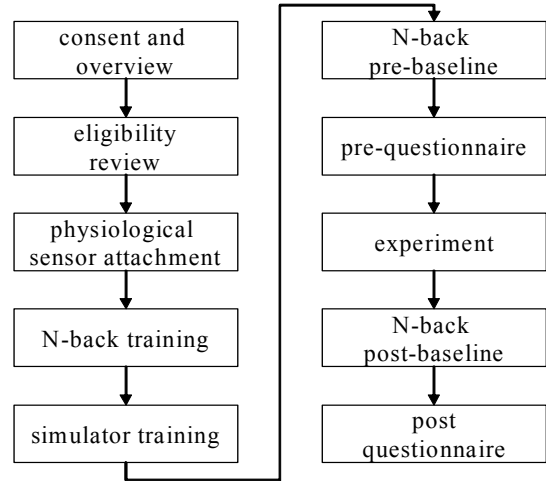 consent and
overview
eligibility
review
physiological
sensor attachment
N-back training
simulator training
N-back
pre-baseline
pre-questionnaire
experiment
N-back
post-baseline
post
questionnaire